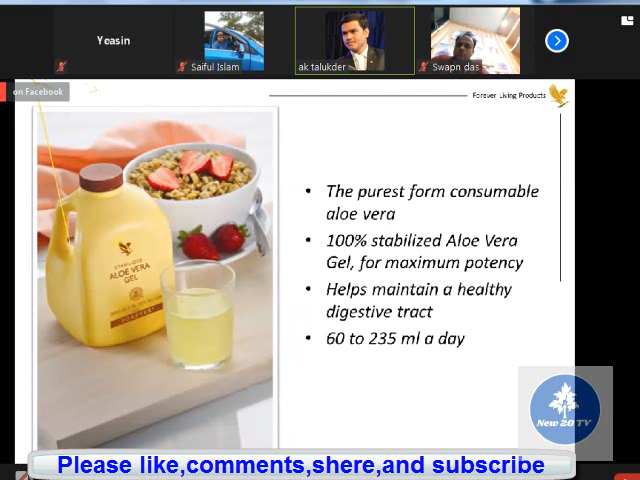 Yeasin
Saiful Islam
ak talukder
Swapn das
on Facebook
Forever Living Products
The purest form consumable
aloe vera
100% stabilized Aloe Vera
Gel, for maximum potency
Helps maintain a healthy
digestive tract
60 to 235 ml a day
STABILIZED
ALOE VERA
GEL
FOREVER
New 20 TV
Please like,comments,shere,and subscribe